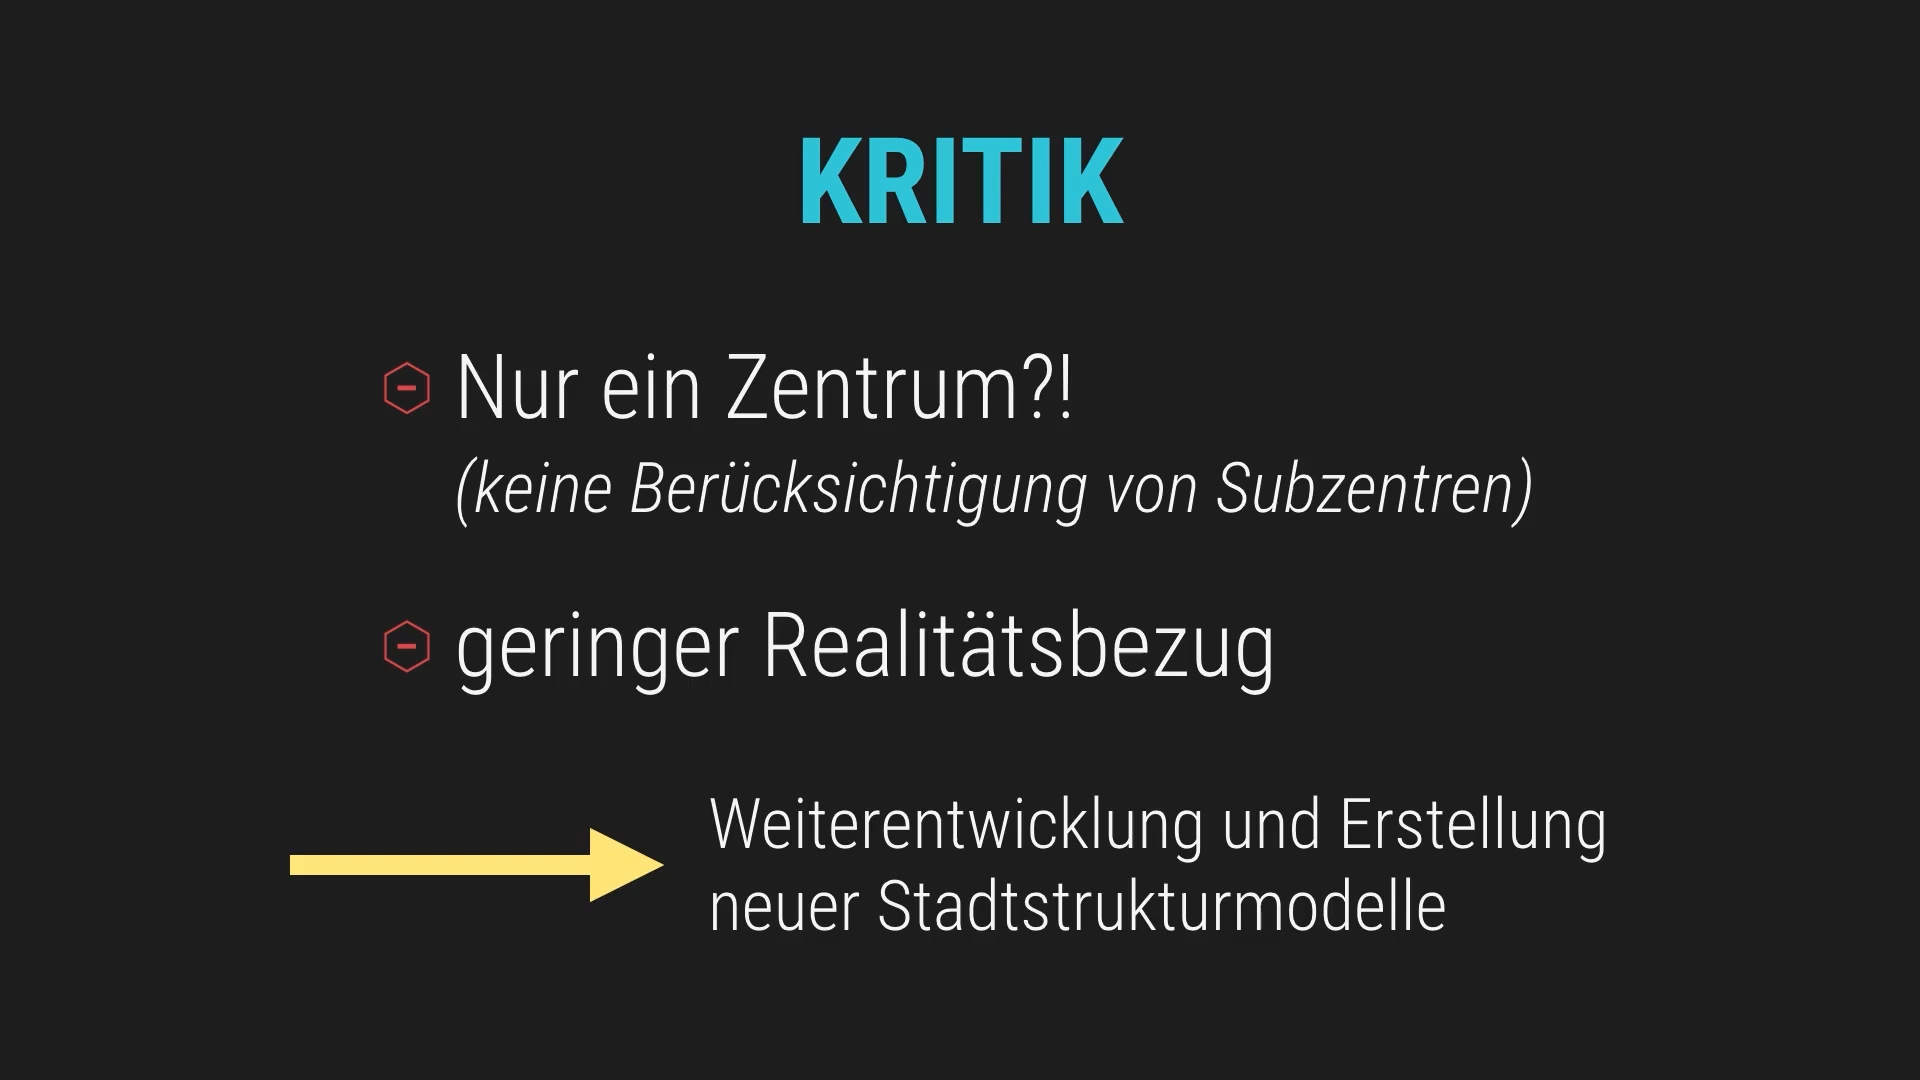 KRITIK
Nur ein Zentrum?!
(keine Berücksichtigung von Subzentren)
geringer Realitätsbezug
Weiterentwicklung und Erstellung
neuer Stadtstrukturmodelle